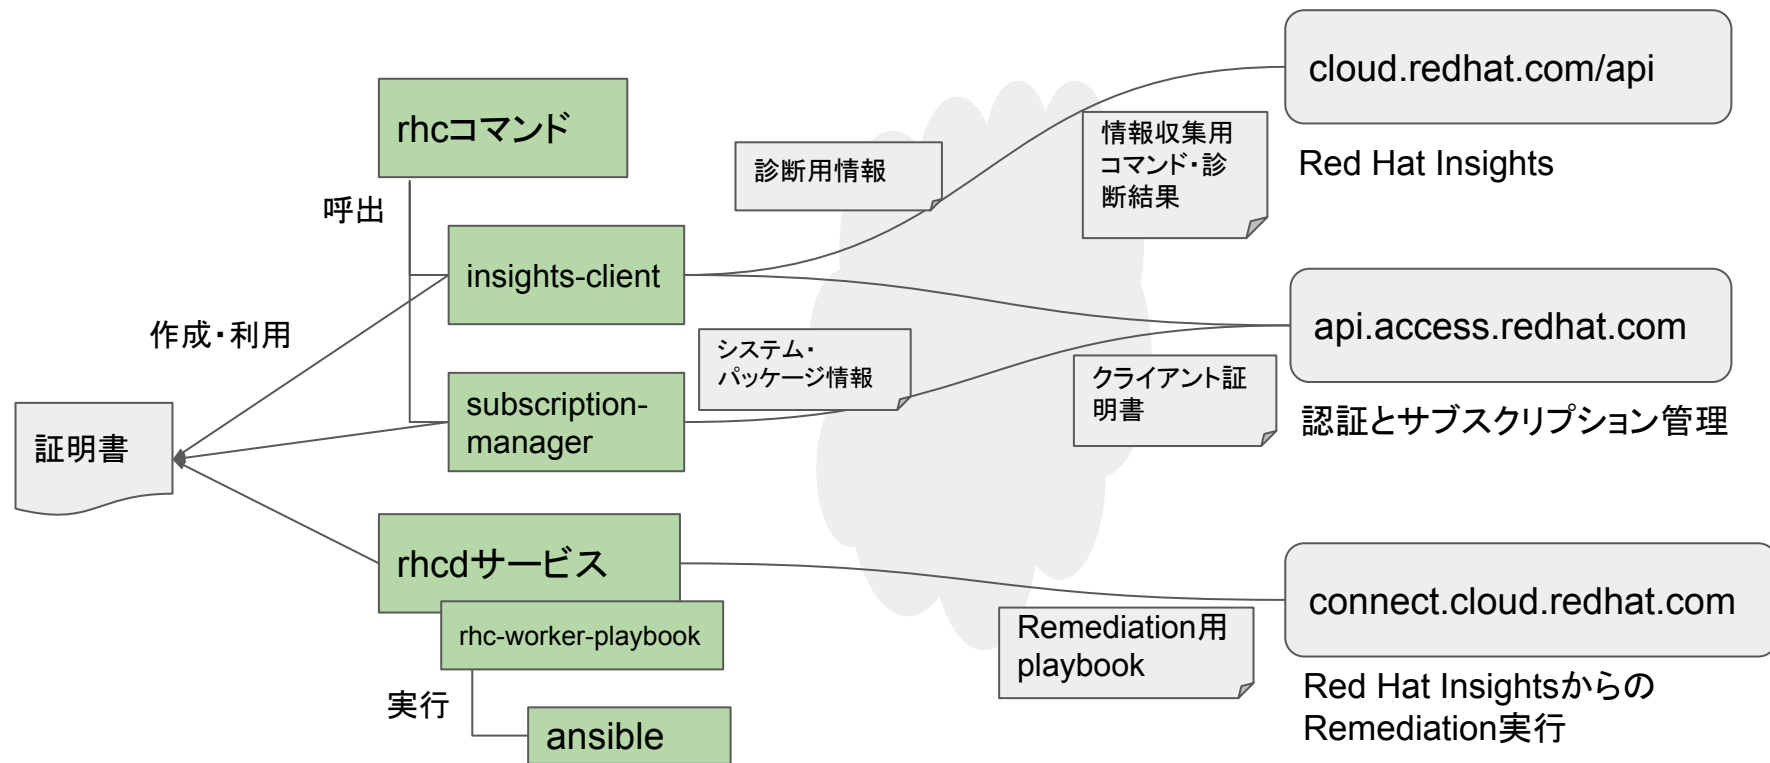 cloud.redhat.com/api
Red Hat Insights
rhcコマンド
呼出
診断用情報
情報収集用
コマンド・診
断結果
insights-client
作成・利用
システム・
パッケージ情報
クライアント証
明書
api.access.redhat.com
認証とサブスクリプション管理
subscription-
manager
証明書
rhcdサービス
rhc-worker-playbook
実行
ansible
Remediation用
playbook
connect.cloud.redhat.com
Red Hat Insightsからの
Remediation実行